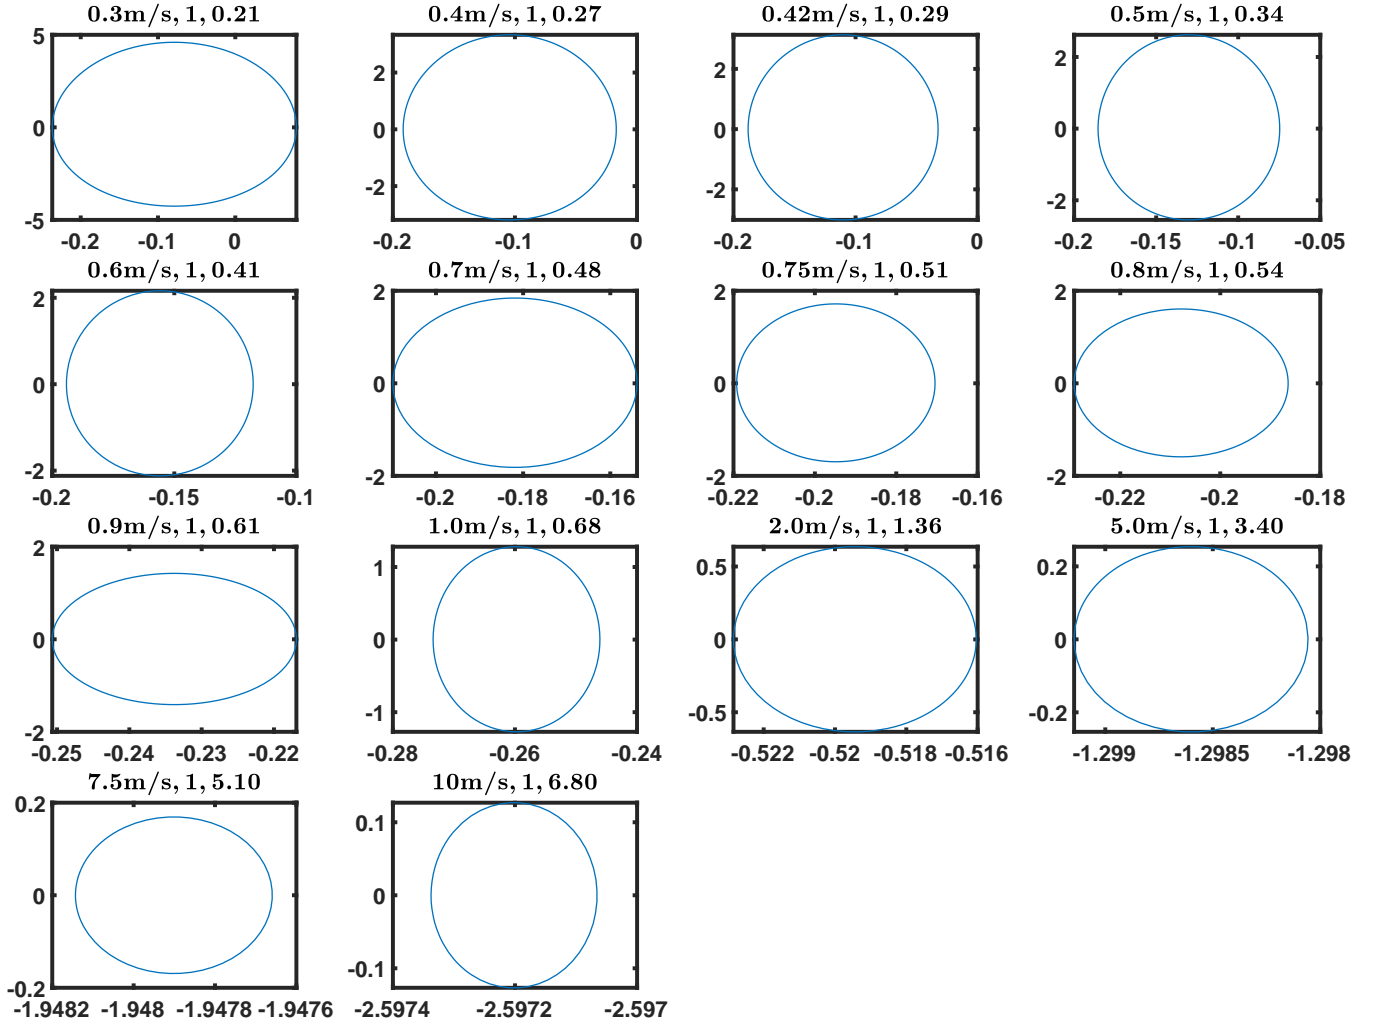 0.3m/s, 1, 0.21
0.4m/s, 1, 0.27
0.42m/s, 1, 0.29
0.5m/s, 1, 0.34
5
0
-5
-0.2 -0.1 0
2
0
-2
-0.2 -0.1 0
2
0
-2
-0.2 -0.1 0
2
0
-2
-0.2 -0.15 -0.1 -0.05
0.6m/s, 1, 0.41
0.7m/s, 1, 0.48
0.75m/s, 1, 0.51
0.8m/s, 1, 0.54
2
0
-2
-0.2 -0.15 -0.1
2
0
-2
-0.2 -0.18 -0.16
2
0
-2
-0.22 -0.2 -0.18 -0.16
2
0
-2
-0.22 -0.2 -0.18
0.9m/s, 1, 0.61
1.0m/s, 1, 0.68
2.0m/s, 1, 1.36
5.0m/s, 1, 3.40
2
0
-2
-0.25 -0.24 -0.23 -0.22
1
0
-1
-0.28 -0.26 -0.24
0.5
0
-0.5
-0.522 -0.52 -0.518 -0.516
0.2
0
-0.2
-1.299 -1.2985 -1.298
7.5m/s, 1, 5.10
10m/s, 1, 6.80
0.2
0
-0.2
-1.9482 -1.948 -1.9478 -1.9476
0.1
0
-0.1
-2.5974 -2.5972 -2.597